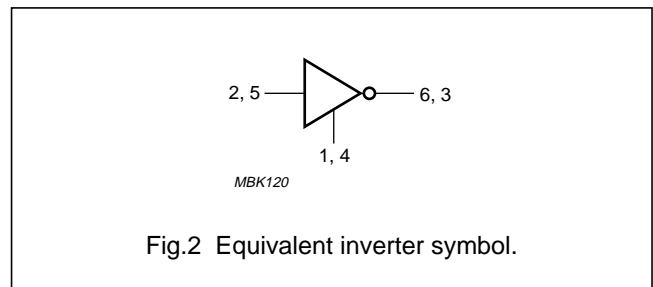 2, 5
6, 3
1, 4
MBK120
Fig.2 Equivalent inverter symbol.